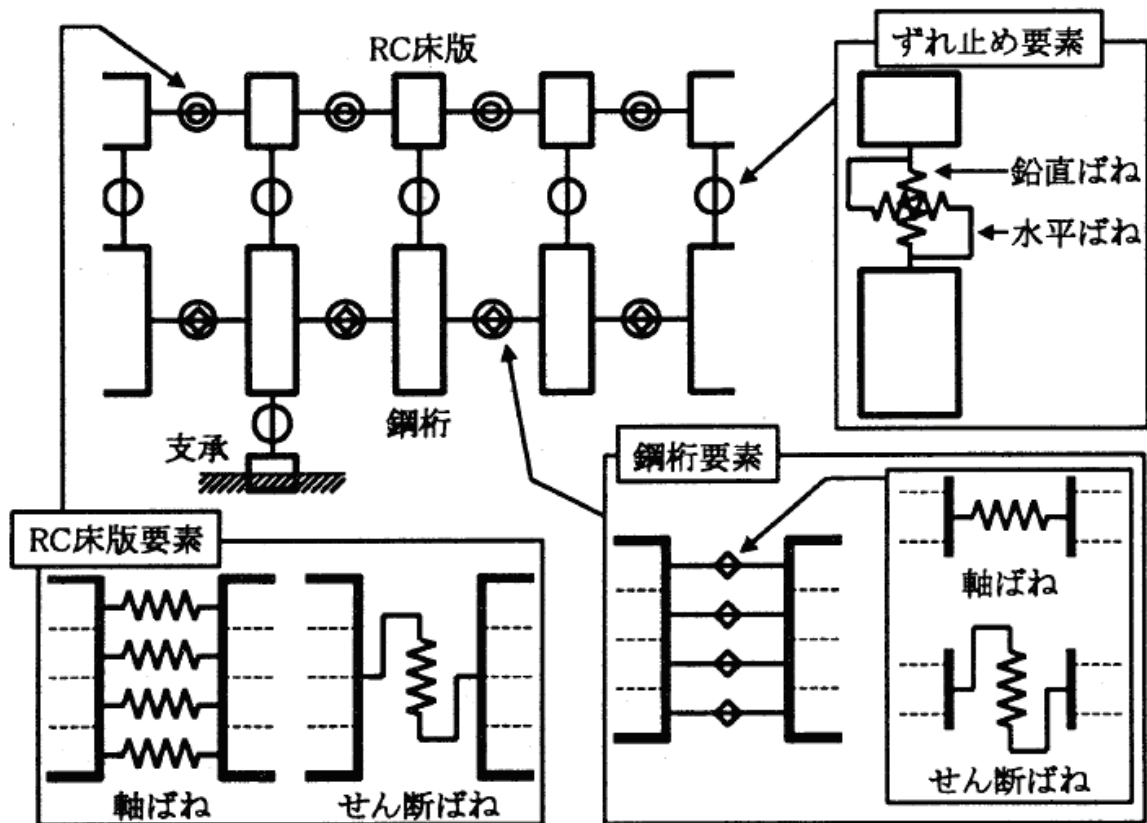 RC床版
ずれ止め要素
鉛直ばね
水平ばね
鋼桁
支承
鋼桁要素
RC床版要素
軸ばね
せん断ばね
軸ばね
せん断ばね